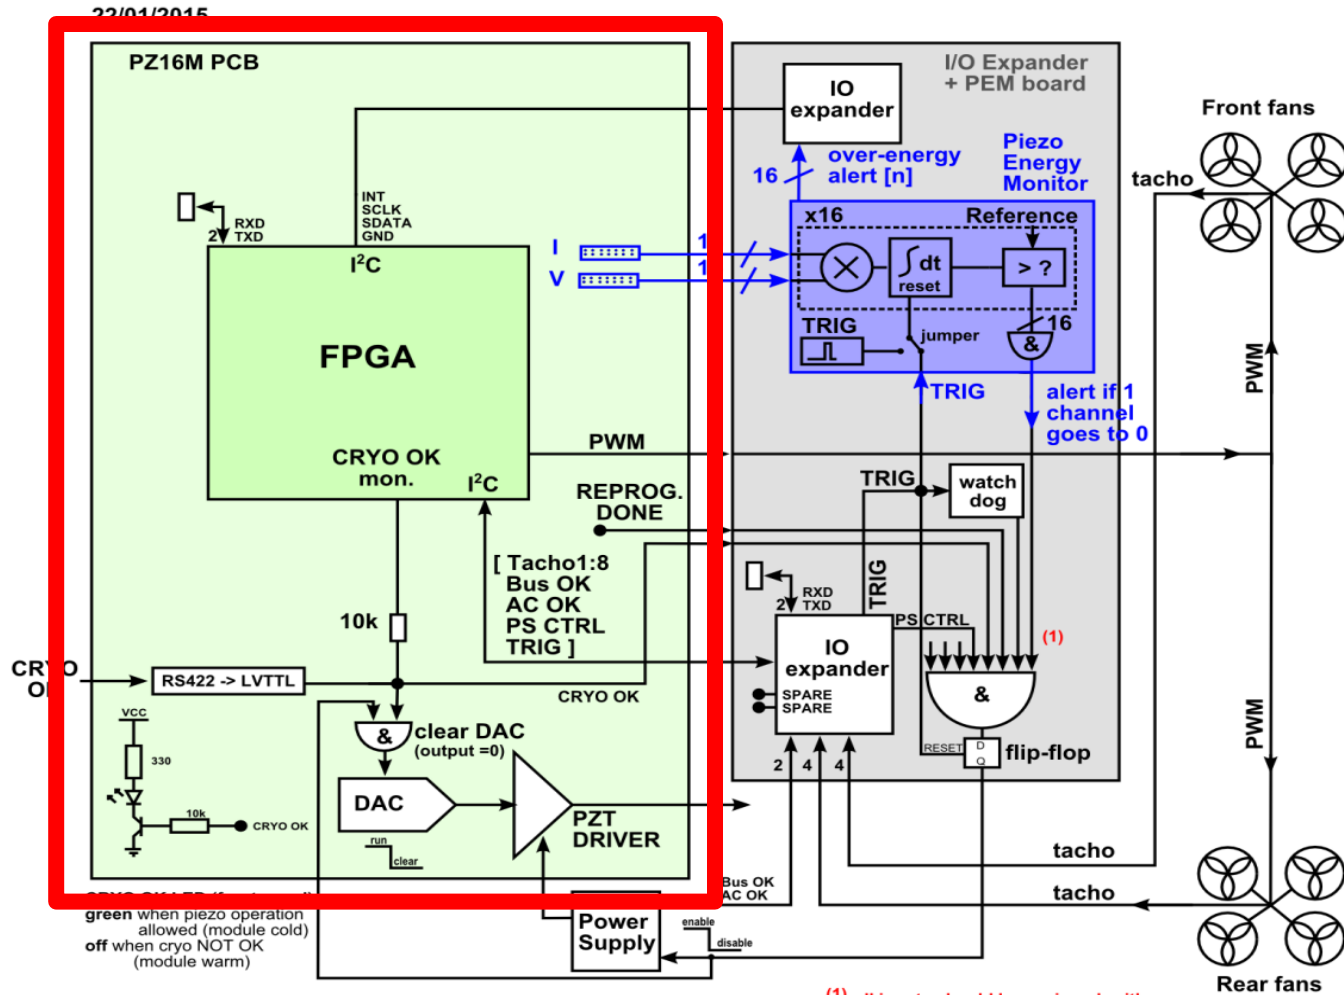 22/01/2015
PZ16M PCB
I/O Expander
+ PEM board
IO
expander
Front fans
Piezo
Energy
Monitor
over-energy
alert [n]
16
tacho
INT
SCLK
SDATA
GND
RXD
TXD
2
I²C
x16
Reference
I
1
V
1
∫dt
reset
> ?
16
&
TRIG
jumper
FPGA
TRIG
alert if 1
channel
goes to 0
PWM
PWM
CRYO OK
mon.
I²C
TRIG
watch
dog
REPROG.
DONE
[ Tacho1:8
Bus OK
AC OK
PS CTRL
TRIG ]
TRIG
RXD
TXD
2
PS CTRL
10k
IO
expander
(1)
CRYO
OK
RS422 -> LVTTL
CRYO OK
SPARE
SPARE
&
VCC
330
&
clear DAC
(output =0)
RESET
D
Q
flip-flop
2
4
4
PWM
DAC
PZT
DRIVER
10k
CRYO OK
run
clear
tacho
Bus OK
AC OK
tacho
green when piezo operation
allowed (module cold)
off when cryo NOT OK
(module warm)
Power
Supply
enable
disable
Rear fans
(1)